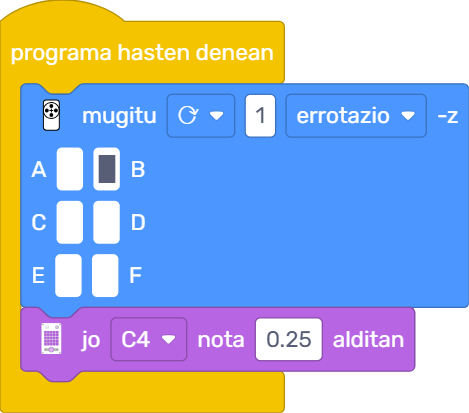 programa hasten denean
mugitu 1 errotazio -z
A B
C D
E F
jo C4 nota 0.25 alditan